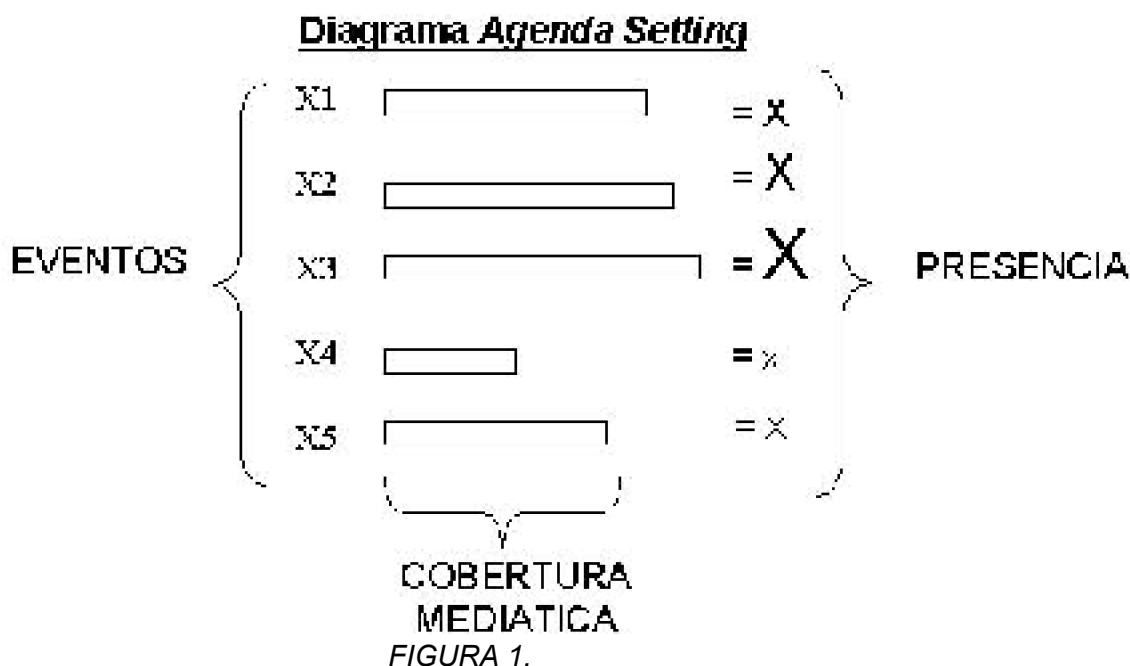 Diagrama Agenda Setting
X1 = X
X2 = X
EVENTOS X3 = X PRESENCIA
X4 = x
X5 = X
COBERTURA
MEDIATICA
FIGURA 1.